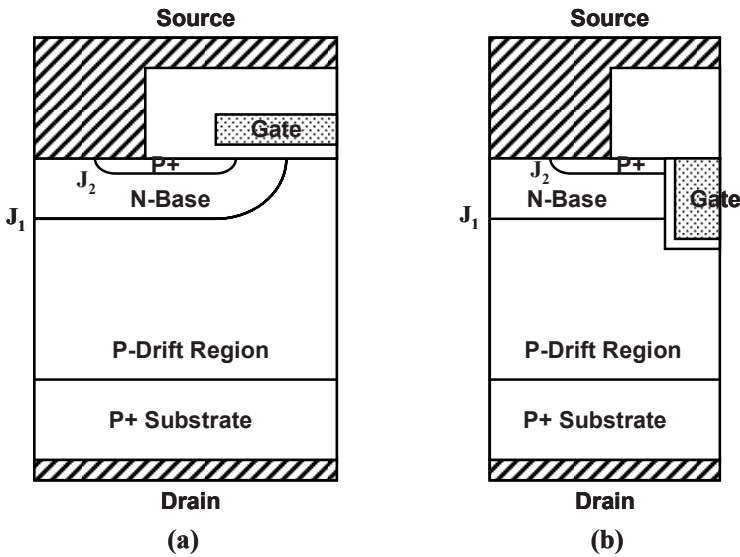 Source
Gate
P+
J2
N-Base
J1
P-Drift Region
P+ Substrate
Drain
(a)
Source
P+
J2
N-Base
Gate
J1
P-Drift Region
P+ Substrate
Drain
(b)